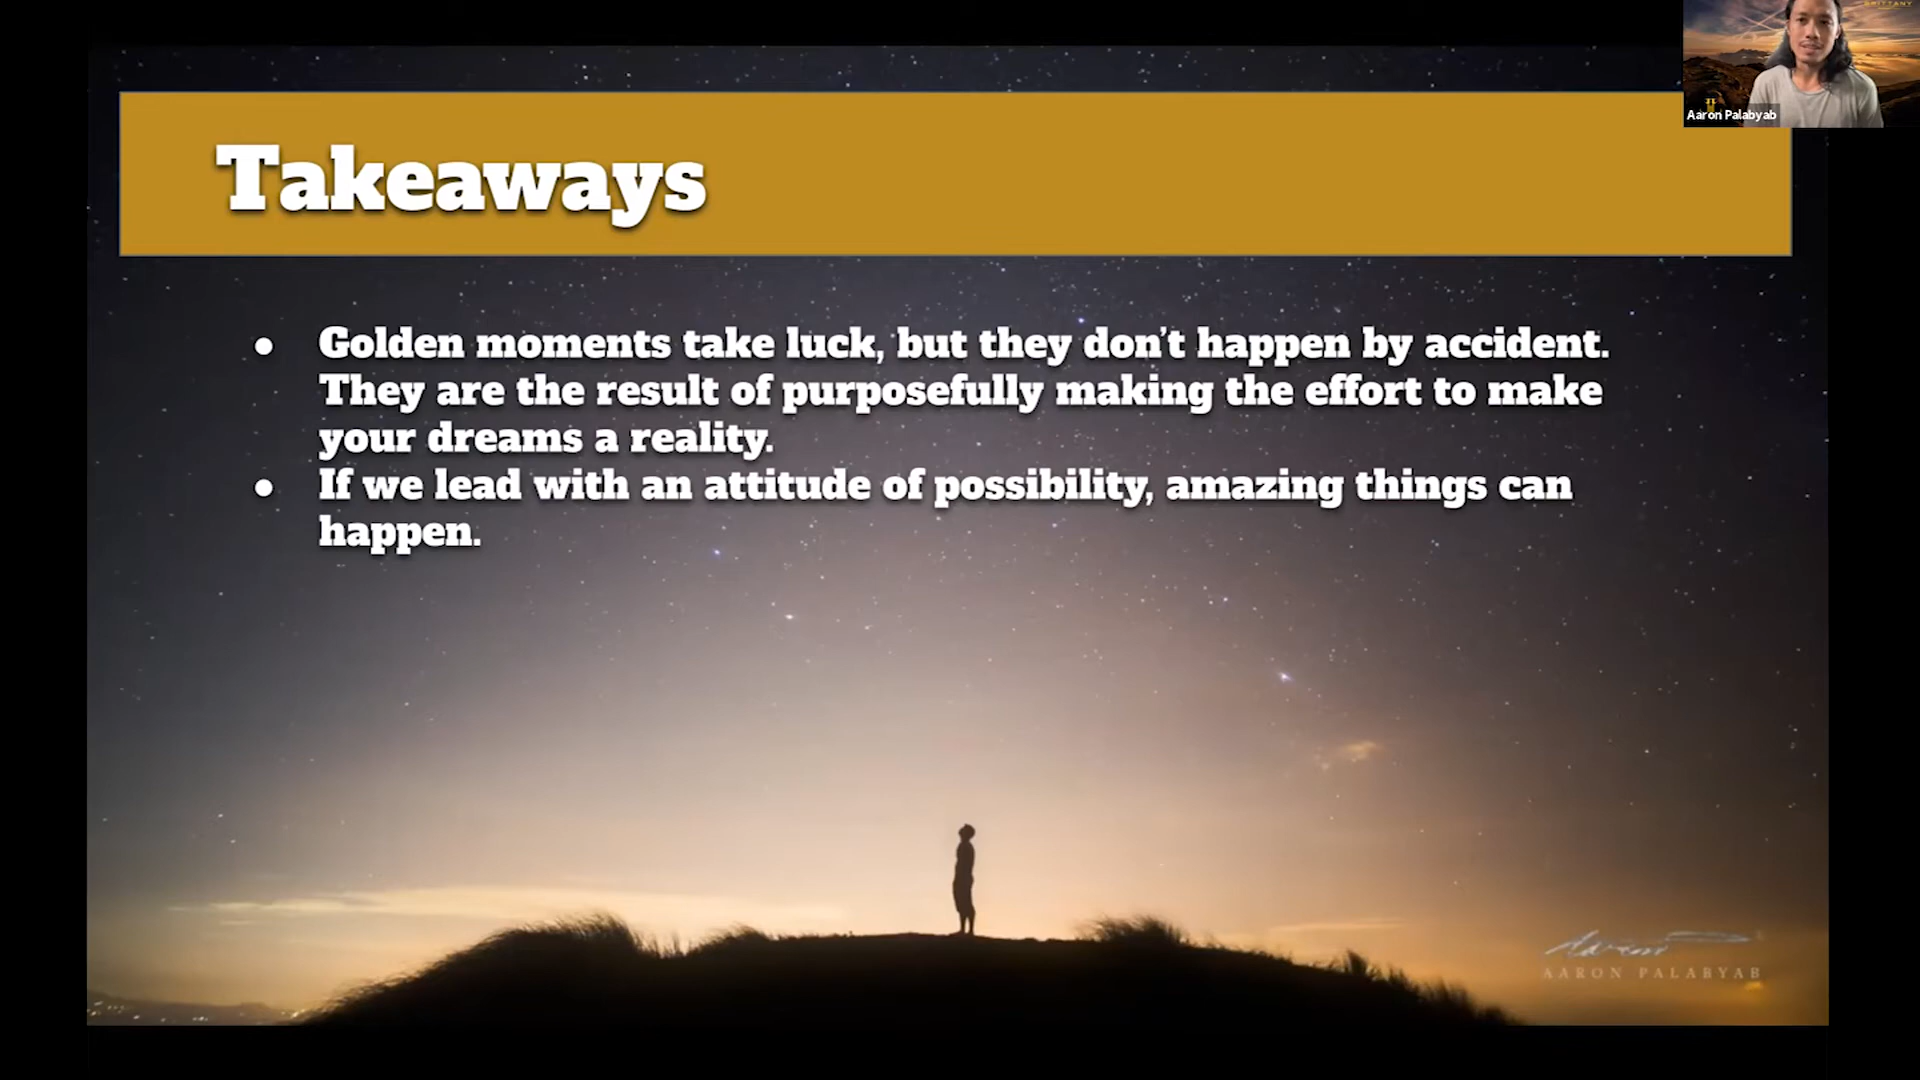 BRITTANY
Aaron Palabyab
Takeaways
● Golden moments take luck, but they don't happen by accident.
They are the result of purposefully making the effort to make
your dreams a reality.
● If we lead with an attitude of possibility, amazing things can
happen.
AARON PALABYAB